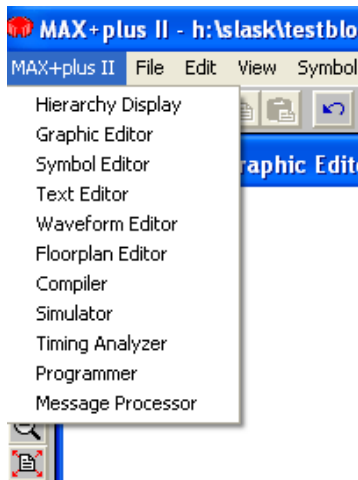 MAX+plus II - h:\slask\testblo
MAX+plus II File Edit View Symbol
Hierarchy Display
Graphic Editor
raphic Edit
Symbol Editor
Text Editor
Waveform Editor
Floorplan Editor
Compiler
Simulator
Timing Analyzer
Programmer
Message Processor